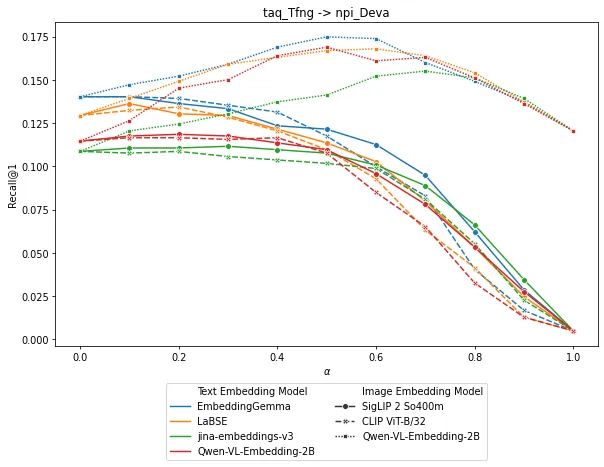 taq_Tfng -> npi_Deva
Recall@1
0.175
0.150
0.125
0.100
0.075
0.050
0.025
0.000
0.0 0.2 0.4 0.6 0.8 1.0
α
Text Embedding Model Image Embedding Model
EmbeddingGemma SigLIP 2 So400m
LaBSE CLIP ViT-B/32
jina-embeddings-v3 Qwen-VL-Embedding-2B
Qwen-VL-Embedding-2B